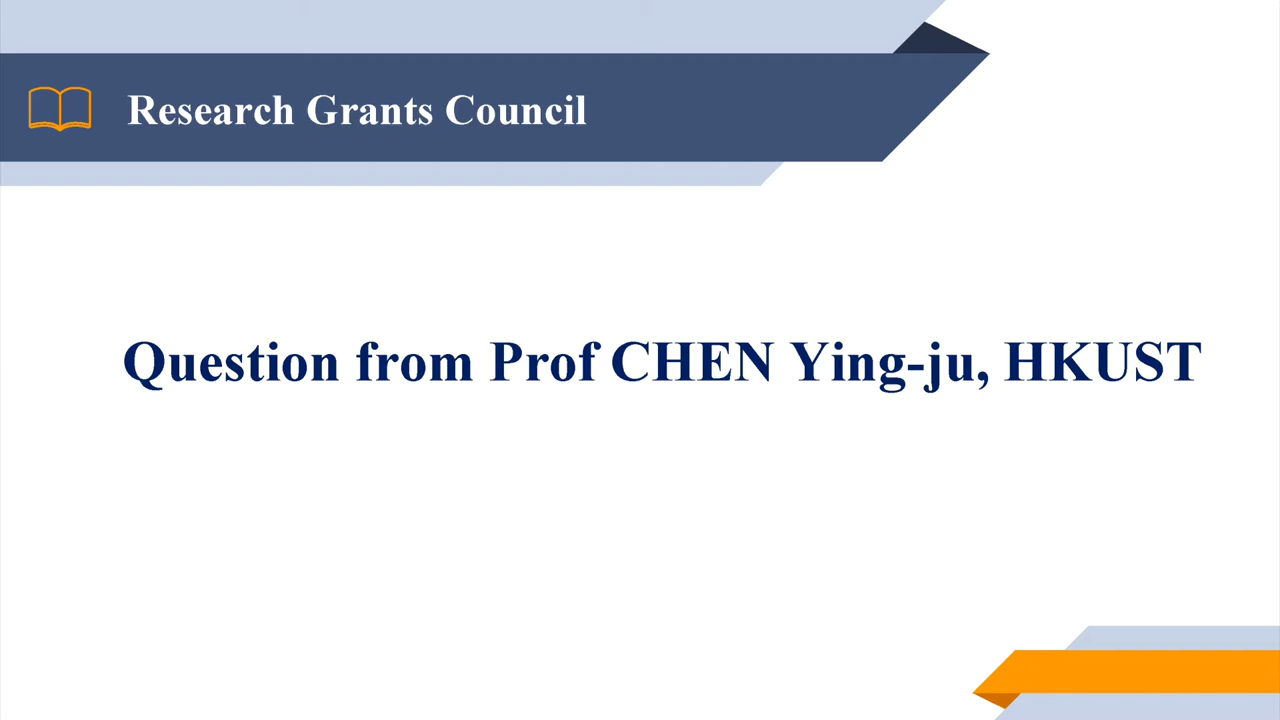 Research Grants Council
Question from Prof CHEN Ying-ju, HKUST